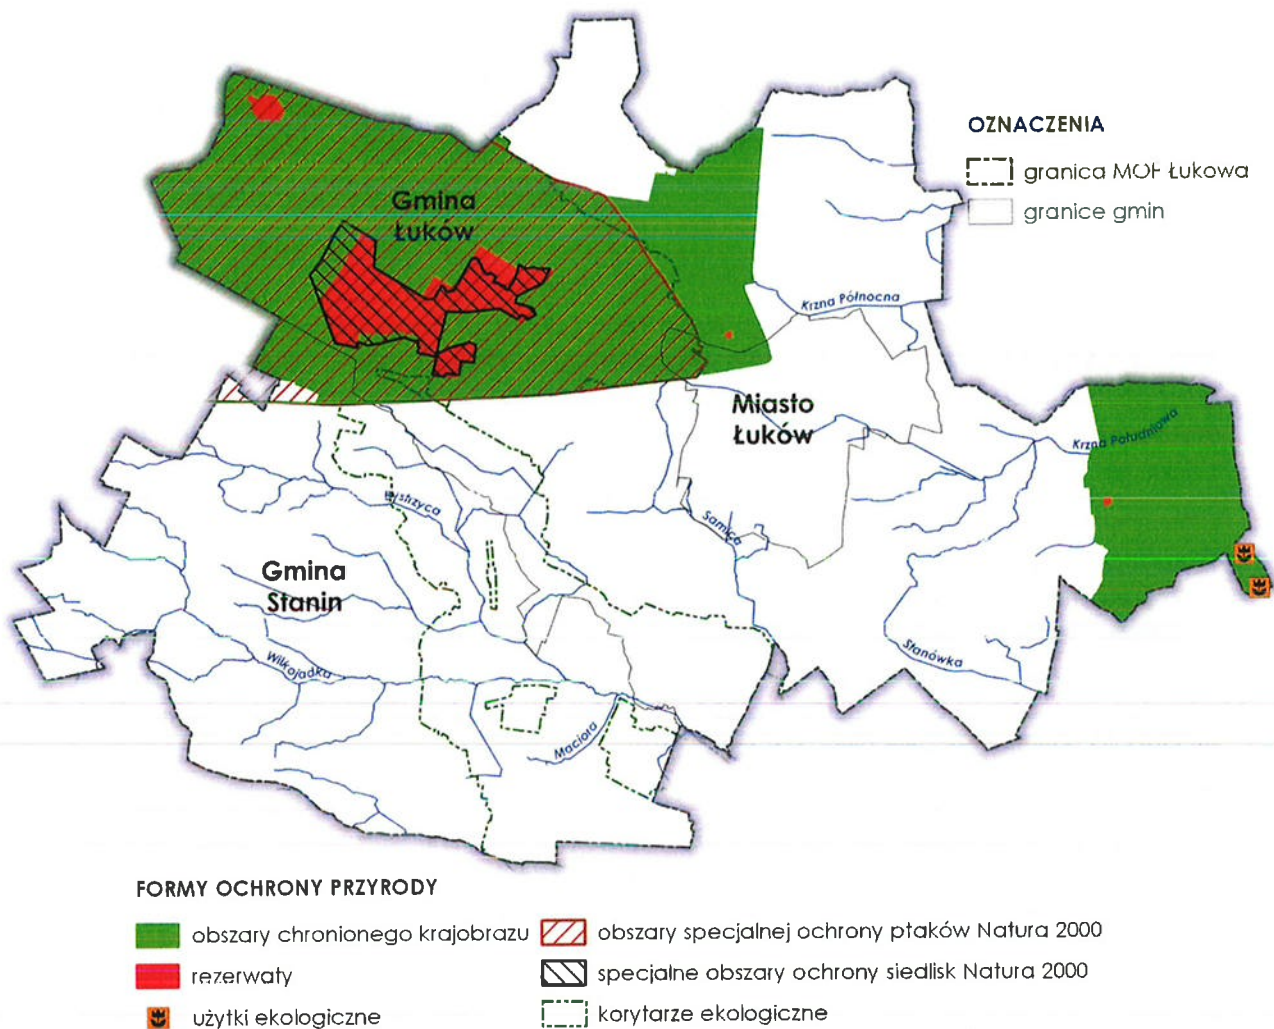 OZNACZENIA
granica MOF Łukowa
granice gmin
Gmina
Łuków
Krzna Północna
Miasto
Łuków
Krzna Południowa
Bystrzyca
Samica
Gmina
Stanin
Stanówka
Wilkojadka
Macioła
FORMY OCHRONY PRZYRODY
obszary chronionego krajobrazu
obszary specjalnej ochrony ptaków Natura 2000
rezerwaty
specjalne obszary ochrony siedlisk Natura 2000
użytki ekologiczne
korytarze ekologiczne